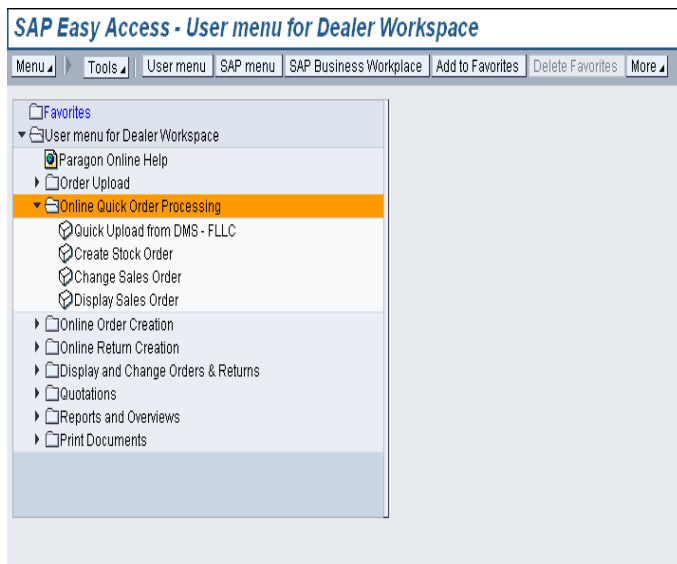 SAP Easy Access - User menu for Dealer Workspace
Menu Tools User menu SAP menu SAP Business Workplace Add to Favorites Delete Favorites More
Favorites
User menu for Dealer Workspace
Paragon Online Help
Order Upload
Online Quick Order Processing
Quick Upload from DMS - FLLC
Create Stock Order
Change Sales Order
Display Sales Order
Online Order Creation
Online Return Creation
Display and Change Orders & Returns
Quotations
Reports and Overviews
Print Documents